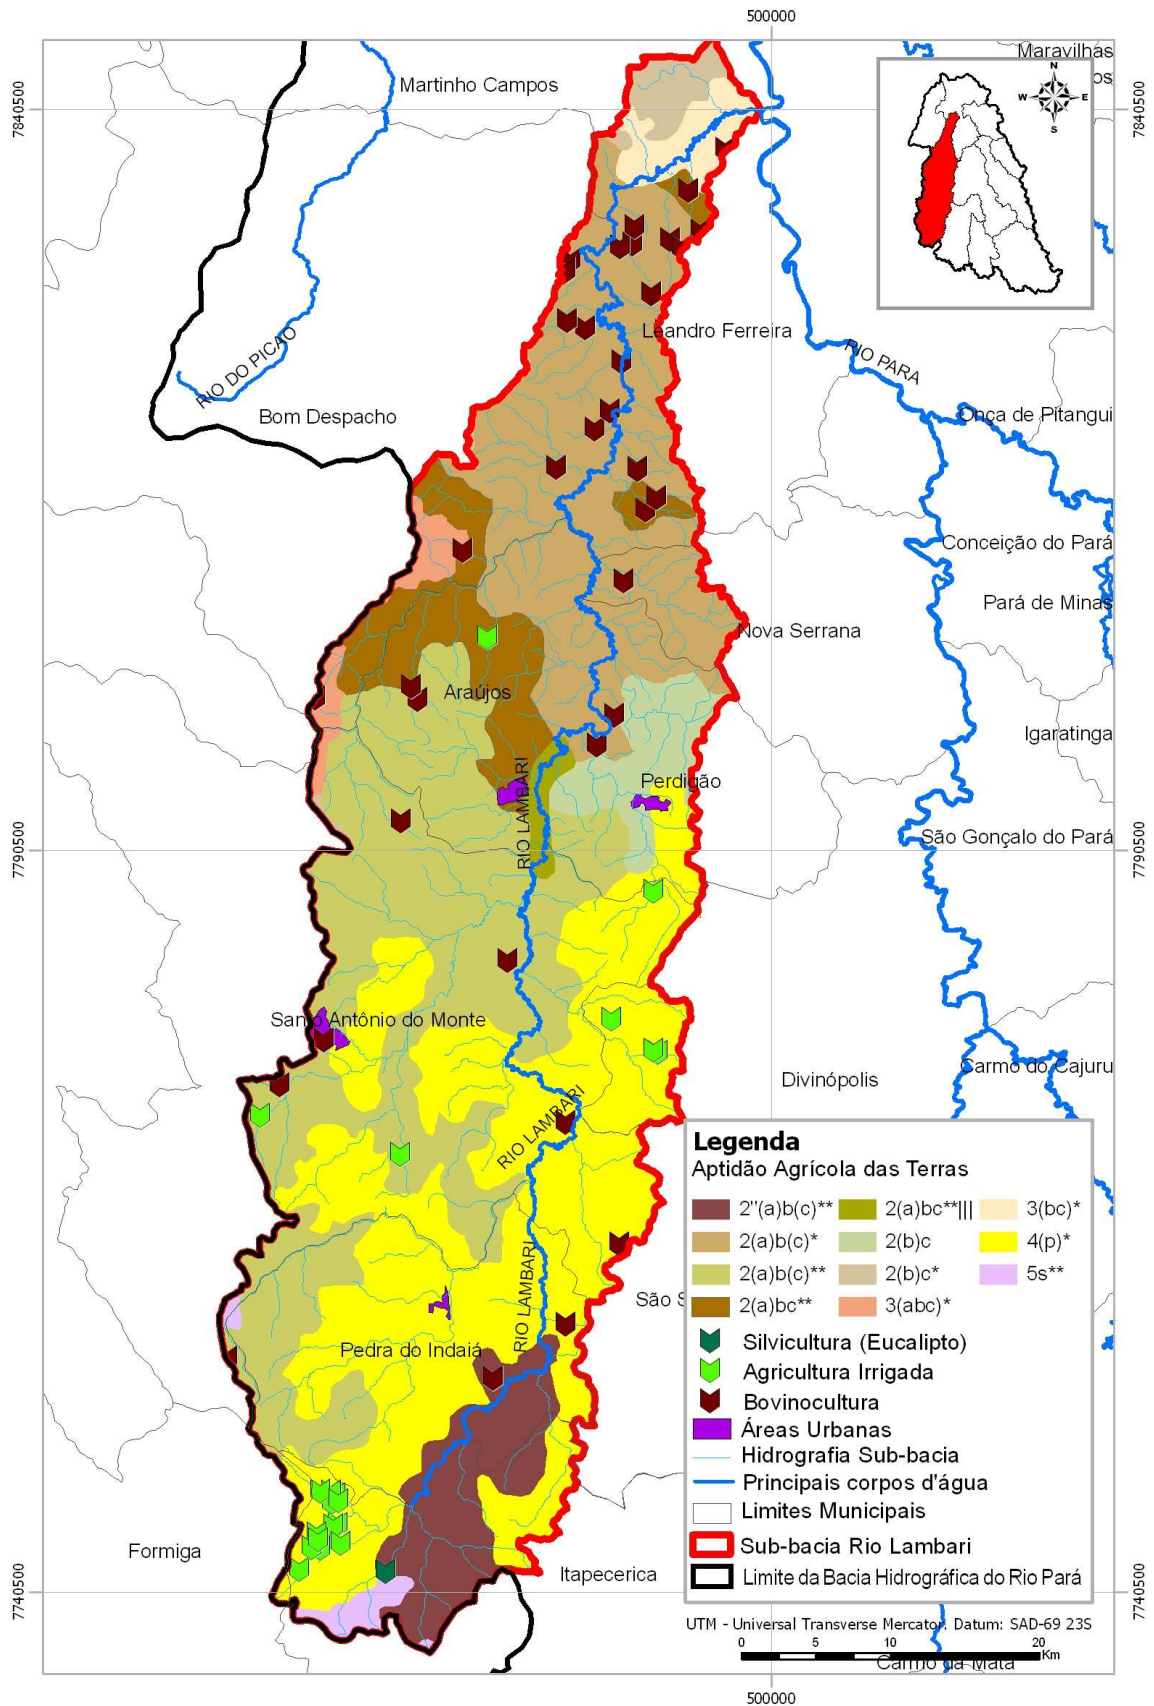 500000
Maravilhas
os
Martinho Campos
N
W E
S
7840500
7840500
Leandro Ferreira
RIO DO PICAO
RIO PARA
Bom Despacho
Onça de Pitangui
Conceição do Pará
Pará de Minas
Nova Serrana
Araújos
Igaratinga
Perdigão
RIO LAMBARI
São Gonçalo do Pará
7790500
7790500
Santo Antônio do Monte
Carmo do Cajuru
Divinópolis
RIO LAMBARI
Legenda
Aptidão Agrícola das Terras
2"(a)b(c)** 2(a)bc**||| 3(bc)*
2(a)b(c)* 2(b)c 4(p)*
2(a)b(c)** 2(b)c* 5s**
2(a)bc** 3(abc)*
RIO LAMBARI
São S
Silvicultura (Eucalipto)
Pedra do Indaiá
Agricultura Irrigada
Bovinocultura
Áreas Urbanas
Hidrografia Sub-bacia
Principais corpos d'água
Limites Municipais
Formiga
Sub-bacia Rio Lambari
Itapecerica
Limite da Bacia Hidrográfica do Rio Pará
7740500
7740500
UTM - Universal Transverse Mercator. Datum: SAD-69 23S
0 5 10 20
Km
Carmo da Mata
500000